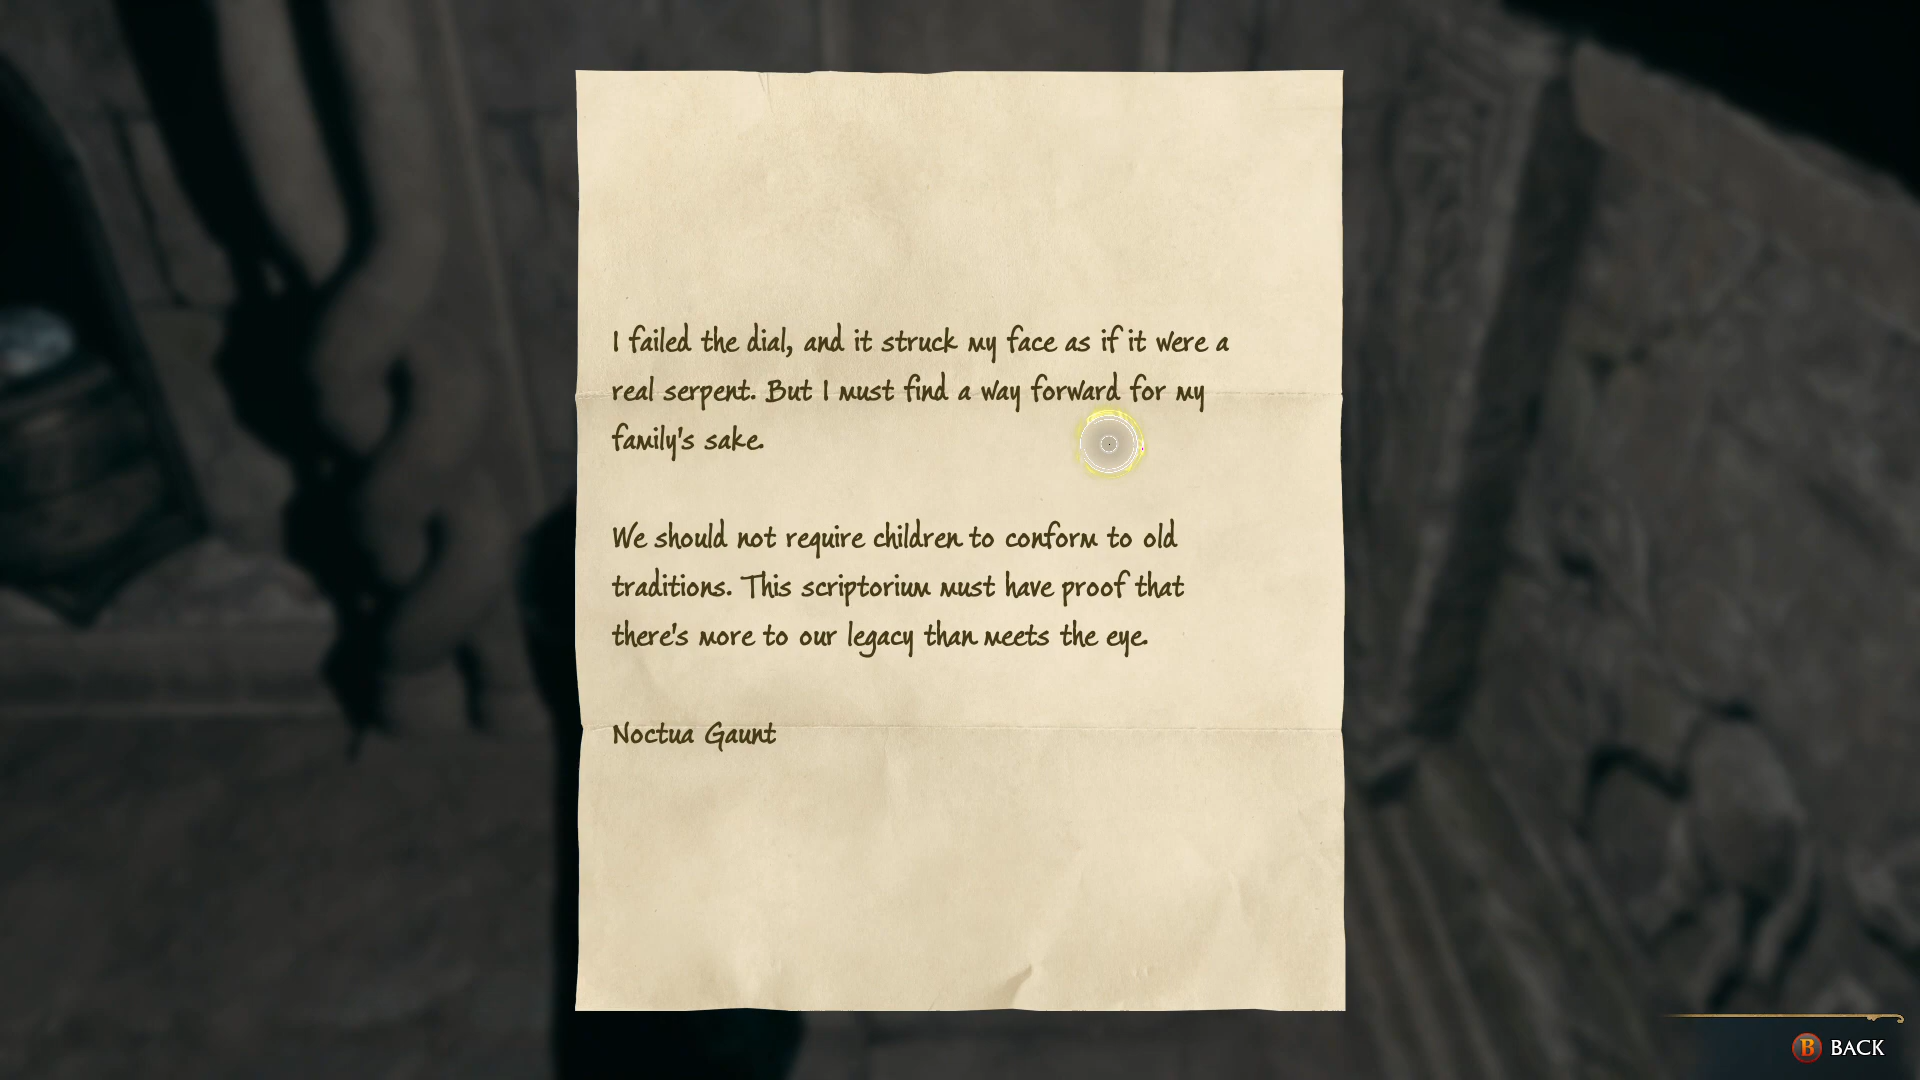 I failed the dial, and it struck my face as if it were a
real serpent. But I must find a way forward for my
family's sake.
We should not require children to conform to old
traditions. This scriptorium must have proof that
there's more to our legacy than meets the eye.
Noctua Gaunt
B BACK